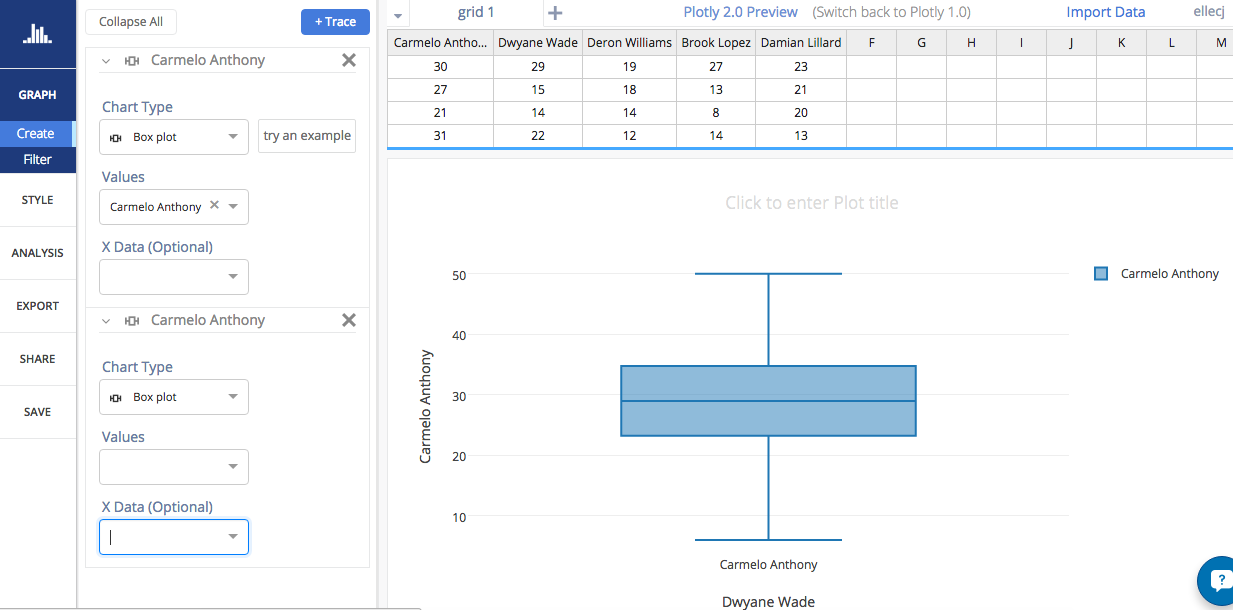 Collapse All
+ Trace
Carmelo Anthony
Chart Type
Box plot
try an example
Values
Carmelo Anthony
X Data (Optional)
Carmelo Anthony
Chart Type
Box plot
Values
X Data (Optional)
GRAPH
Create
Filter
STYLE
ANALYSIS
EXPORT
SHARE
SAVE
grid 1
Plotly 2.0 Preview (Switch back to Plotly 1.0)
Import Data
ellecj
Carmelo Antho... Dwyane Wade Deron Williams Brook Lopez Damian Lillard F G H I J K L M
30 29 19 27 23
27 15 18 13 21
21 14 14 8 20
31 22 12 14 13
Click to enter Plot title
50
40
30
20
10
Carmelo Anthony
Carmelo Anthony
Carmelo Anthony
Dwyane Wade
?